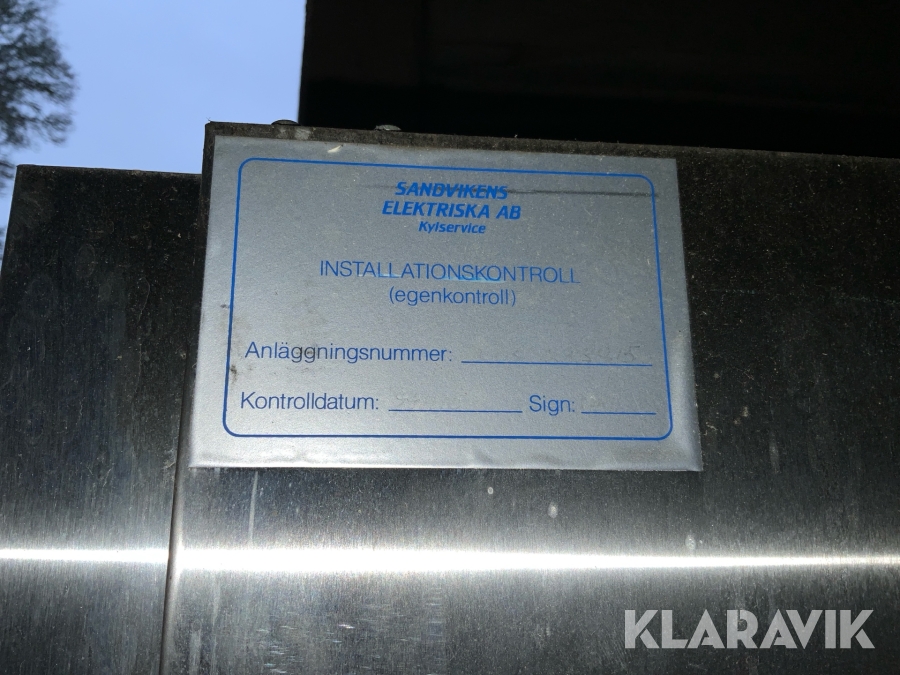 SANDVIKENS
ELEKTRISKA AB
Kylservice
INSTALLATIONSKONTROLL
(egenkontroll)
Anläggningsnummer:
Kontrolldatum: Sign:
KLARAVIK